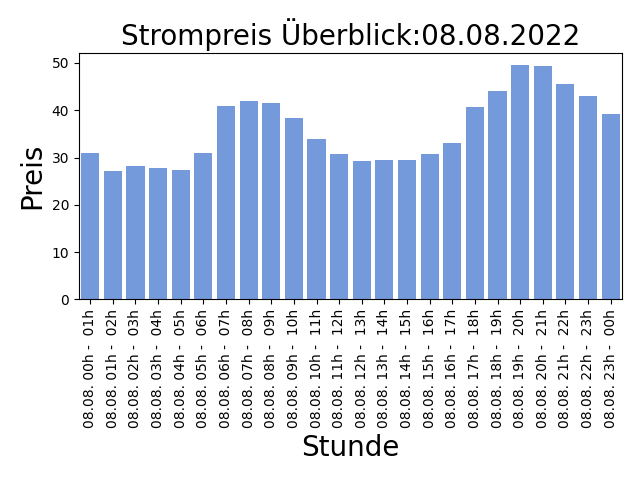 Strompreis Überblick:08.08.2022
Preis
50
40
30
20
10
0
08.08. 00h -   01h
08.08. 01h -   02h
08.08. 02h -   03h
08.08. 03h -   04h
08.08. 04h -   05h
08.08. 05h -   06h
08.08. 06h -   07h
08.08. 07h -   08h
08.08. 08h -   09h
08.08. 09h -   10h
08.08. 10h -   11h
08.08. 11h -   12h
08.08. 12h -   13h
08.08. 13h -   14h
08.08. 14h -   15h
08.08. 15h -   16h
08.08. 16h -   17h
08.08. 17h -   18h
08.08. 18h -   19h
08.08. 19h -   20h
08.08. 20h -   21h
08.08. 21h -   22h
08.08. 22h -   23h
08.08. 23h -   00h
Stunde